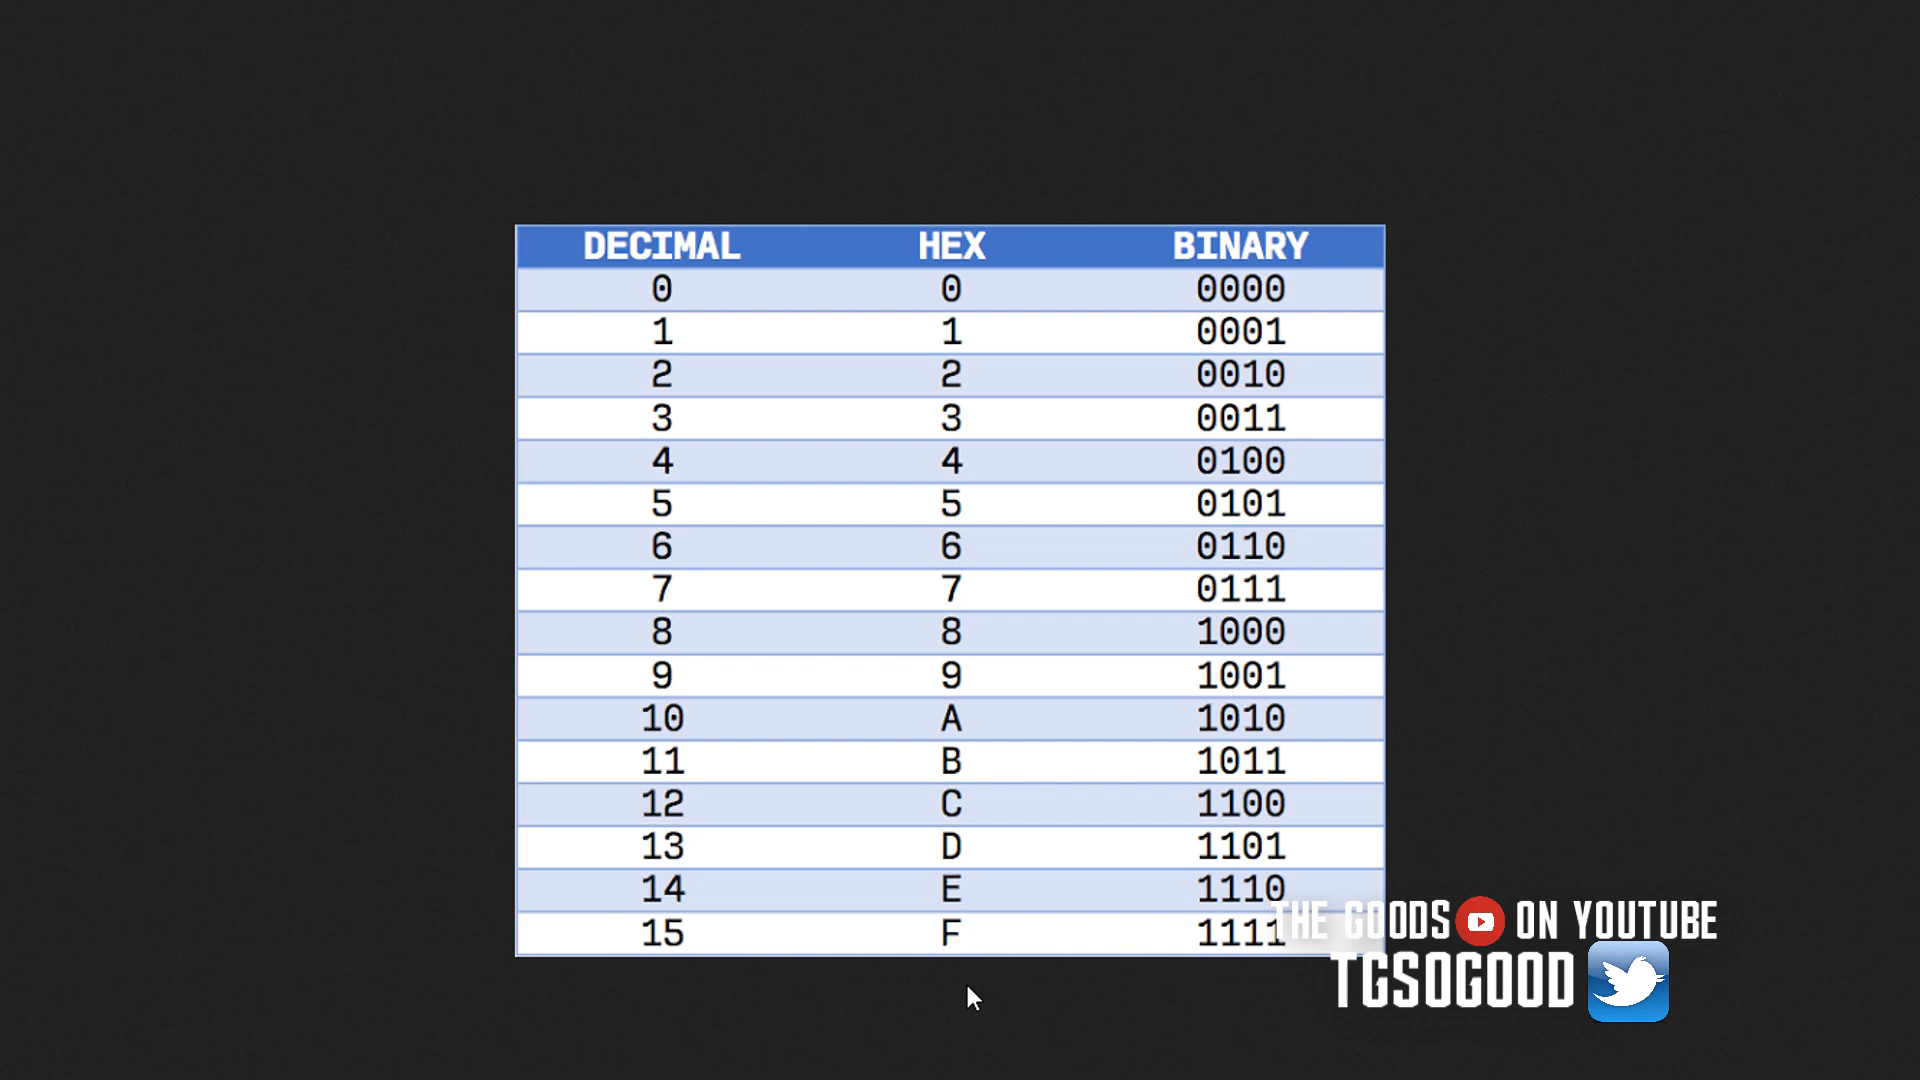 DECIMAL HEX BINARY
0 0 0000
1 1 0001
2 2 0010
3 3 0011
4 4 0100
5 5 0101
6 6 0110
7 7 0111
8 8 1000
9 9 1001
10 A 1010
11 B 1011
12 C 1100
13 D 1101
14 E 1110
15 F 1111
THE GOODS ON YOUTUBE
TGSOGOOD